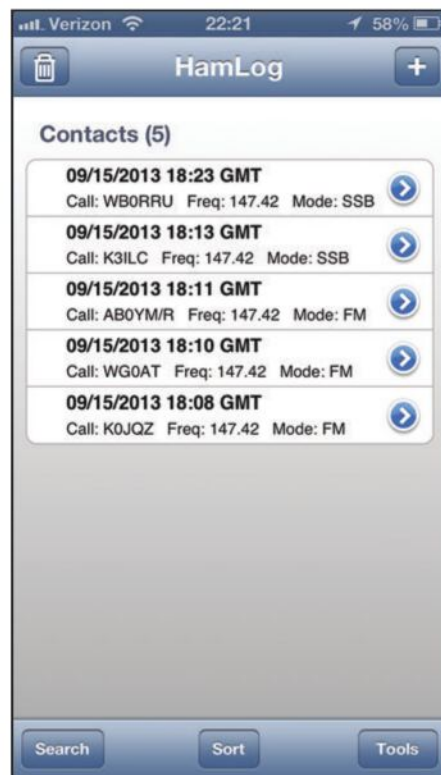 Verizon 22:21 58%
HamLog +
Contacts (5)
09/15/2013 18:23 GMT
Call: WB0RRU Freq: 147.42 Mode: SSB
09/15/2013 18:13 GMT
Call: K3ILC Freq: 147.42 Mode: SSB
09/15/2013 18:11 GMT
Call: AB0YM/R Freq: 147.42 Mode: FM
09/15/2013 18:10 GMT
Call: WG0AT Freq: 147.42 Mode: FM
09/15/2013 18:08 GMT
Call: K0JQZ Freq: 147.42 Mode: FM
Search Sort Tools